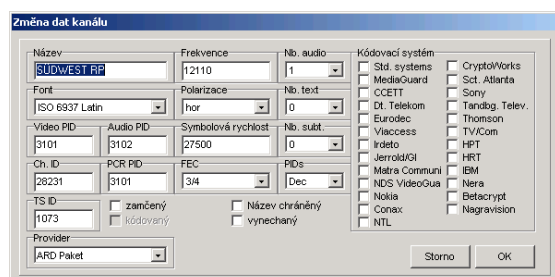 Změna dat kanálu
Název Frekvence Nb. audio Kódovací systém
SÜDWEST RP 12110 1
Font Polarizace Nb. text
ISO 6937 Latin hor 0
Video PID Audio PID Symbolová rychlost Nb. subt.
3101 3102 27500 0
Ch. ID PCR PID FEC PIDs
28231 3101 3/4 Dec
TS ID
1073
zamčený Název chráněný
kódovaný vynechaný
Provider
ARD Paket
Std. systems CryptoWorks
MediaGuard Sct. Atlanta
CCETT Sony
Dt. Telekom Tandbg. Telev.
Eurodec Thomson
Viaccess TV/Com
Irdeto HPT
Jerrold/GI HRT
Matra Communi IBM
NDS VideoGua Nera
Nokia Betacrypt
Conax Nagravision
NTL
Storno OK